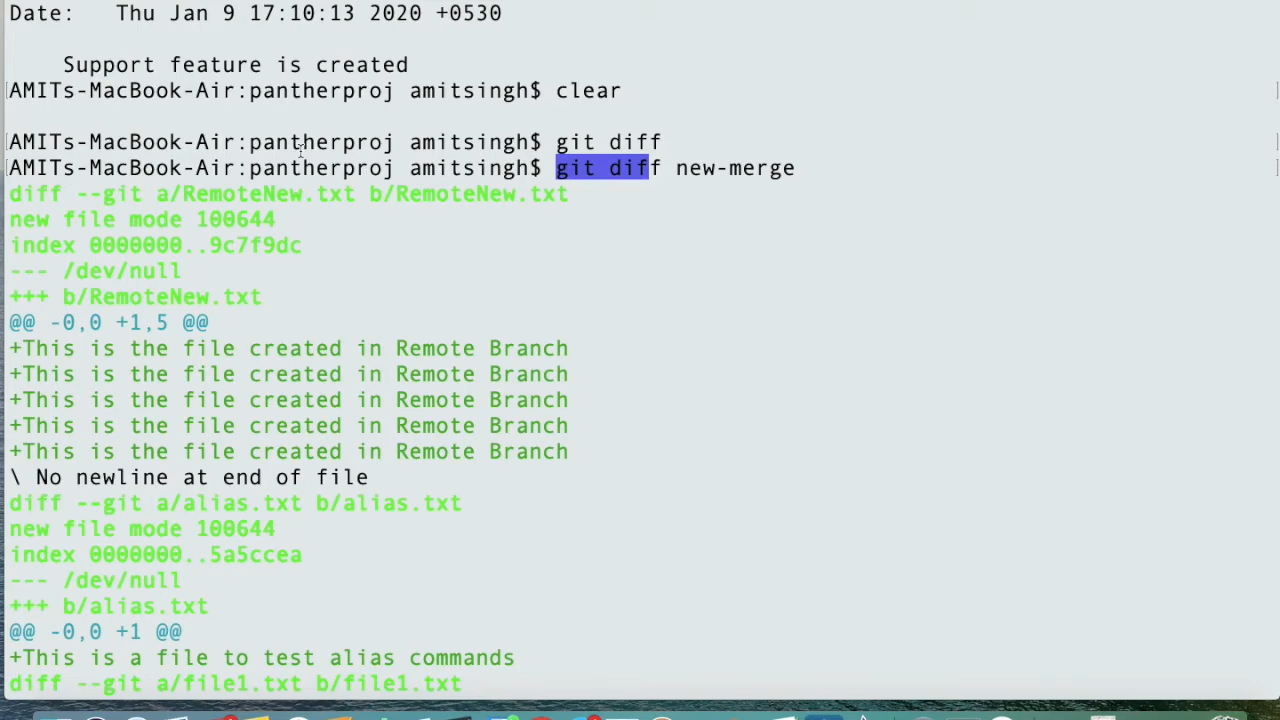 Date:   Thu Jan 9 17:10:13 2020 +0530
Support feature is created
AMITs-MacBook-Air:pantherproj amitsingh$ clear
AMITs-MacBook-Air:pantherproj amitsingh$ git diff
AMITs-MacBook-Air:pantherproj amitsingh$ git diff new-merge
diff --git a/RemoteNew.txt b/RemoteNew.txt
new file mode 100644
index 0000000..9c7f9dc
--- /dev/null
+++ b/RemoteNew.txt
@@ -0,0 +1,5 @@
+This is the file created in Remote Branch
+This is the file created in Remote Branch
+This is the file created in Remote Branch
+This is the file created in Remote Branch
+This is the file created in Remote Branch
\ No newline at end of file
diff --git a/alias.txt b/alias.txt
new file mode 100644
index 0000000..5a5ccea
--- /dev/null
+++ b/alias.txt
@@ -0,0 +1 @@
+This is a file to test alias commands
diff --git a/file1.txt b/file1.txt